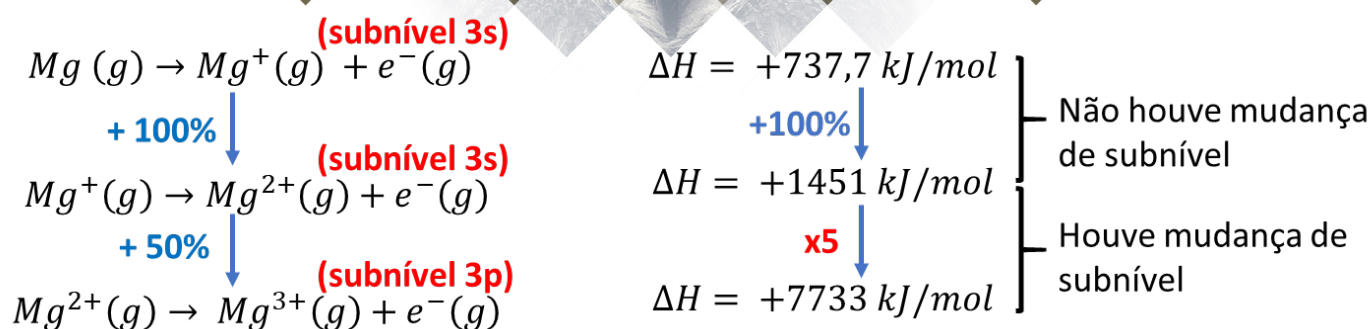 (subnível 3s)
Mg (g) → Mg⁺(g) + e⁻(g)
+ 100%
(subnível 3s)
Mg⁺(g) → Mg²⁺(g) + e⁻(g)
+ 50%
(subnível 3p)
Mg²⁺(g) → Mg³⁺(g) + e⁻(g)
ΔH = +737,7 kJ/mol
+100%
ΔH = +1451 kJ/mol
x5
ΔH = +7733 kJ/mol
Não houve mudança
de subnível
Houve mudança de
subnível